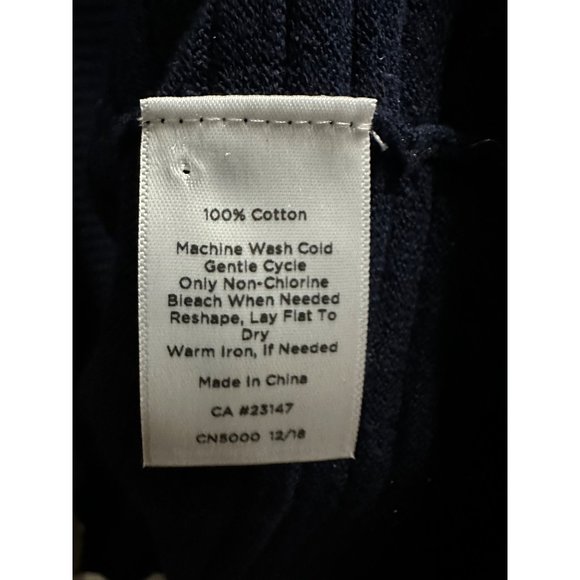 100% Cotton
Machine Wash Cold
Gentle Cycle
Only Non-Chlorine
Bleach When Needed
Reshape, Lay Flat To
Dry
Warm Iron, If Needed
Made In China
CA #23147
CN5000 12/18